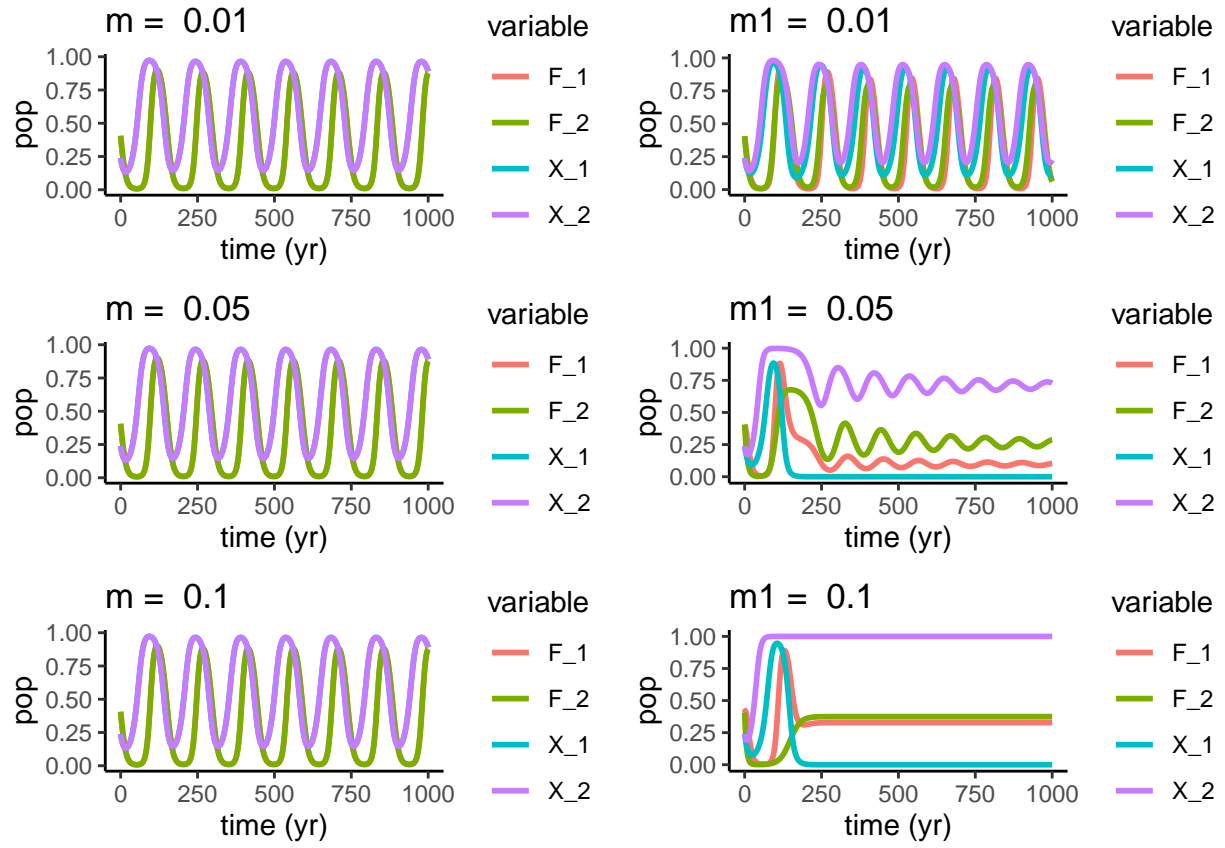 m =  0.01
variable
pop
1.00
0.75
0.50
0.25
0.00
0 250 500 750 1000
time (yr)
F_1
F_2
X_1
X_2
m1 =  0.01
variable
pop
1.00
0.75
0.50
0.25
0.00
0 250 500 750 1000
time (yr)
F_1
F_2
X_1
X_2
m =  0.05
variable
pop
1.00
0.75
0.50
0.25
0.00
0 250 500 750 1000
time (yr)
F_1
F_2
X_1
X_2
m1 =  0.05
variable
pop
1.00
0.75
0.50
0.25
0.00
0 250 500 750 1000
time (yr)
F_1
F_2
X_1
X_2
m =  0.1
variable
pop
1.00
0.75
0.50
0.25
0.00
0 250 500 750 1000
time (yr)
F_1
F_2
X_1
X_2
m1 =  0.1
variable
pop
1.00
0.75
0.50
0.25
0.00
0 250 500 750 1000
time (yr)
F_1
F_2
X_1
X_2